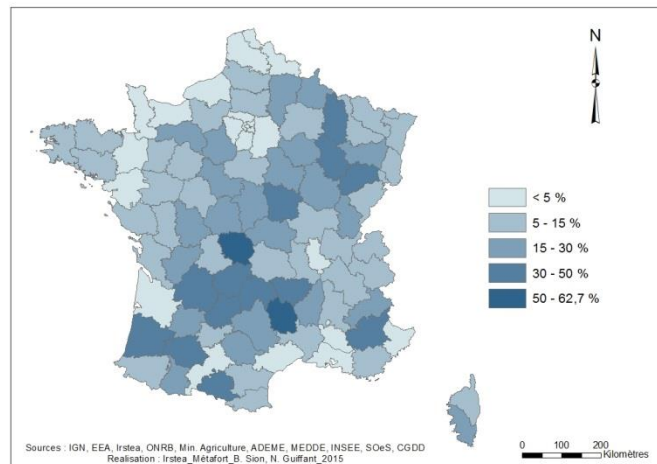 N
< 5 %
5 - 15 %
15 - 30 %
30 - 50 %
50 - 62,7 %
Sources : IGN, EEA, Irstea, ONRB, Min. Agriculture, ADEME, MEDDE, INSEE, SOeS, CGDD
Realisation : Irstea_Métafort_B. Sion, N. Guiffant_2015
0 50 100 200
Kilomètres